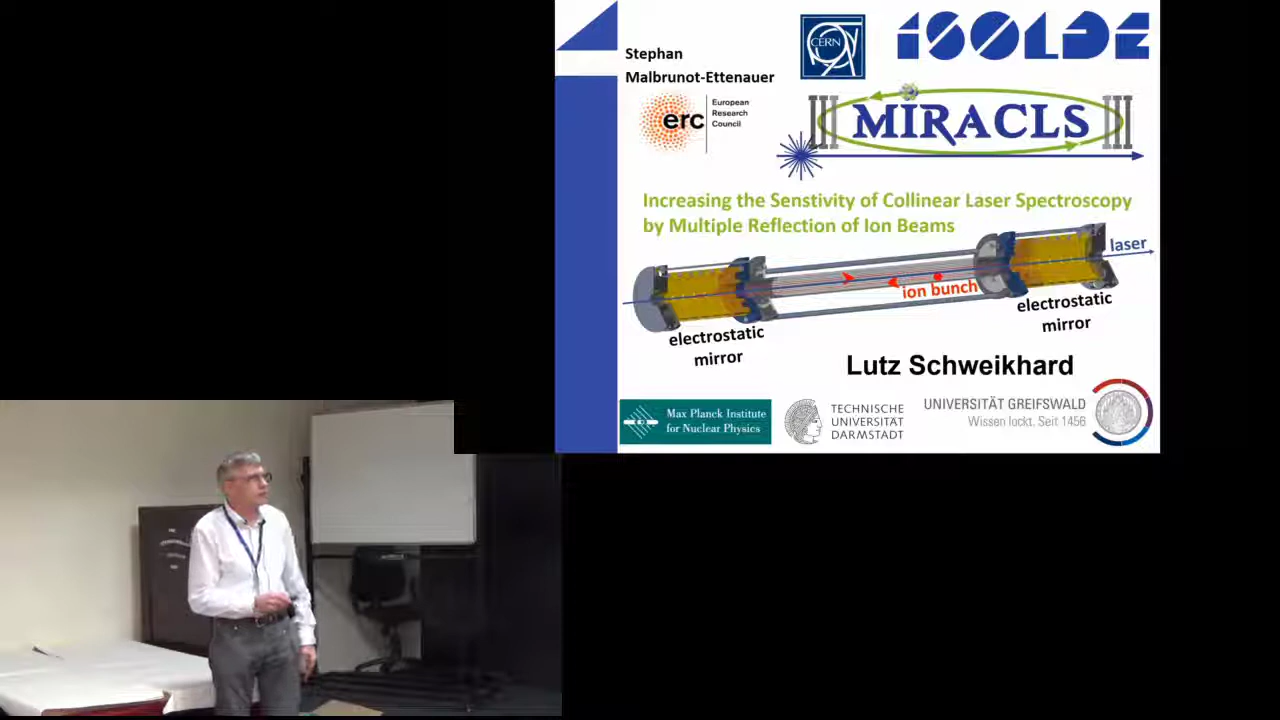 Stephan
Malbrunot-Ettenauer
CERN
ISOLDE
erc
European
Research
Council
MIRACLS
Increasing the Senstivity of Collinear Laser Spectroscopy
by Multiple Reflection of Ion Beams
laser
ion bunch
electrostatic
mirror
electrostatic
mirror
Lutz Schweikhard
Max Planck Institute
for Nuclear Physics
TECHNISCHE
UNIVERSITÄT
DARMSTADT
UNIVERSITÄT GREIFSWALD
Wissen lockt. Seit 1456